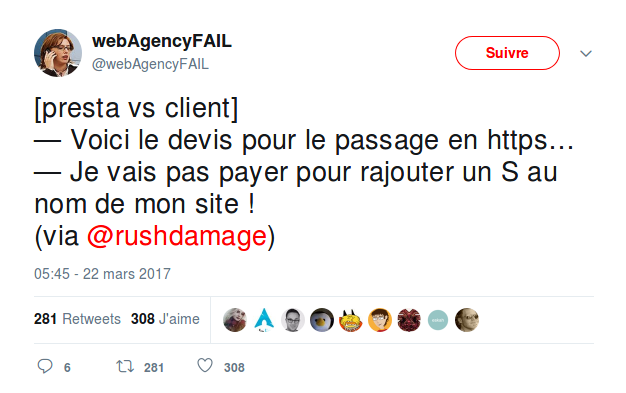 webAgencyFAIL
@webAgencyFAIL
Suivre
[presta vs client]
— Voici le devis pour le passage en https…
— Je vais pas payer pour rajouter un S au
nom de mon site !
(via @rushdamage)
05:45 - 22 mars 2017
281 Retweets 308 J'aime
6 281 308